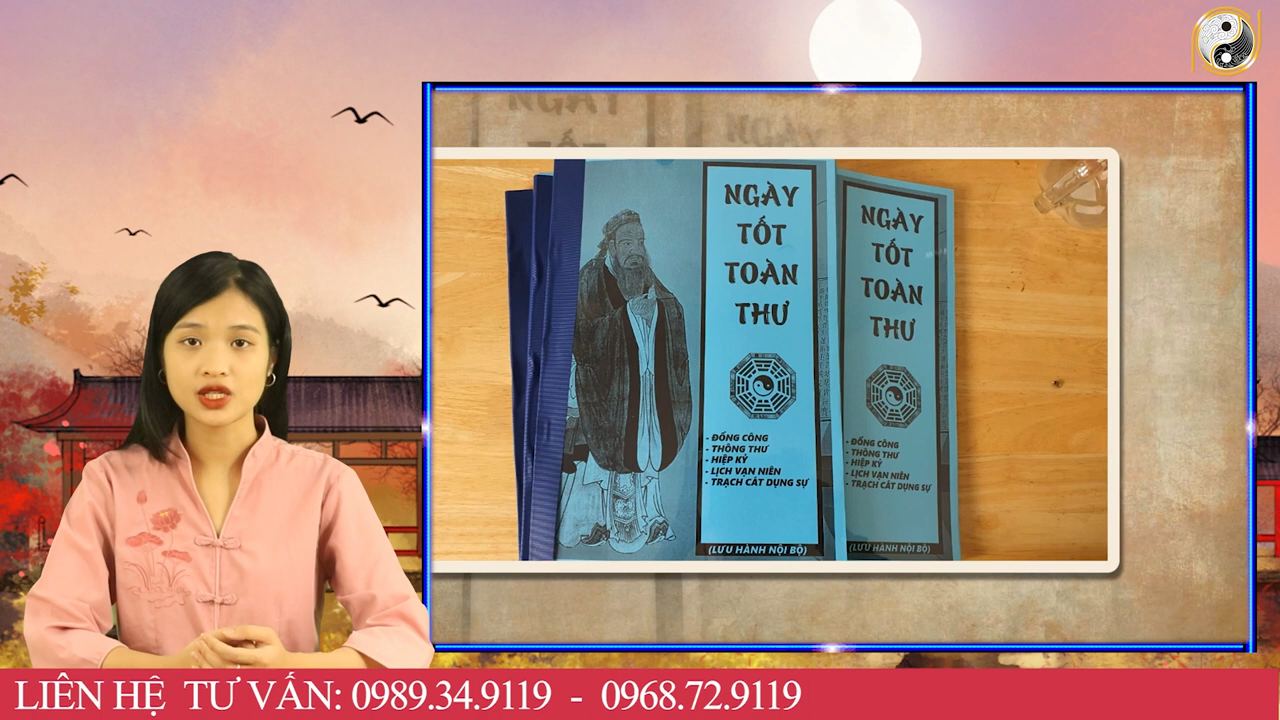 NGÀY
TỐT
NGÀY
TỐT
TOÀN
THƯ
- ĐỔNG CÔNG
- THÔNG THƯ
- HIỆP KỶ
- LỊCH VẠN NIÊN
- TRẠCH CÁT DỤNG SỰ
(LƯU HÀNH NỘI BỘ)
NGÀY
TỐT
TOÀN
THƯ
- ĐỔNG CÔNG
- THÔNG THƯ
- HIỆP KỶ
- LỊCH VẠN NIÊN
- TRẠCH CÁT DỤNG SỰ
(LƯU HÀNH NỘI BỘ)
LIÊN HỆ TƯ VẤN: 0989.34.9119 - 0968.72.9119